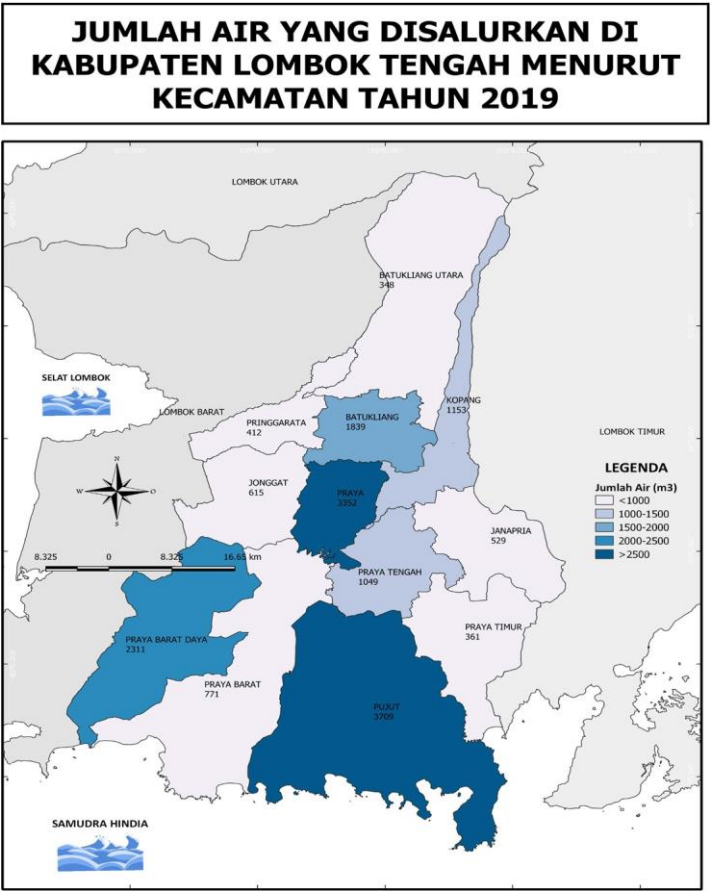 JUMLAH AIR YANG DISALURKAN DI
KABUPATEN LOMBOK TENGAH MENURUT
KECAMATAN TAHUN 2019
LOMBOK UTARA
BATUKLIANG UTARA
348
SELAT LOMBOK
KOPANG
1153
LOMBOK BARAT
BATUKLIANG
1839
PRINGGARATA
412
LOMBOK TIMUR
N
W
O
S
JONGGAT
615
PRAYA
3352
LEGENDA
Jumlah Air (m3)
<1000
1000-1500
1500-2000
2000-2500
>2500
JANAPRIA
529
8.325 0 8.325 16.65 km
PRAYA TENGAH
1049
PRAYA TIMUR
361
PRAYA BARAT DAYA
2311
PRAYA BARAT
771
PUJUT
3709
SAMUDRA HINDIA